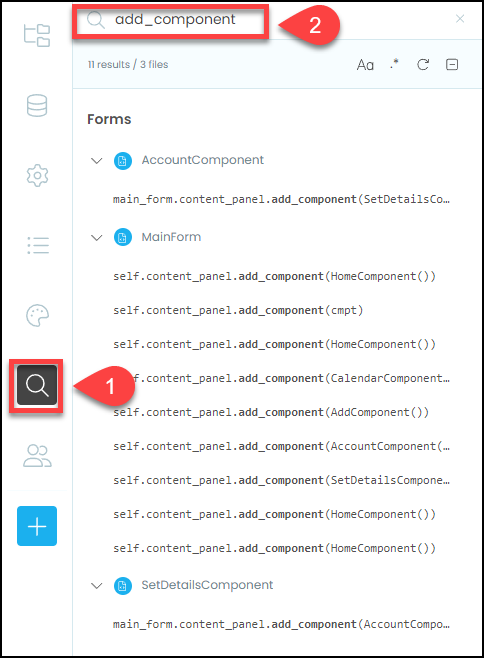 add_component
2
11 results / 3 files
Aa .*
Forms
AccountComponent
main_form.content_panel.add_component(SetDetailsCo…
MainForm
self.content_panel.add_component(HomeComponent())
self.content_panel.add_component(cmpt)
self.content_panel.add_component(HomeComponent())
1
self.content_panel.add_component(CalendarComponent…
self.content_panel.add_component(AddComponent())
self.content_panel.add_component(AccountComponent(…
self.content_panel.add_component(SetDetailsCompone…
self.content_panel.add_component(HomeComponent())
self.content_panel.add_component(HomeComponent())
SetDetailsComponent
main_form.content_panel.add_component(AccountCompo…